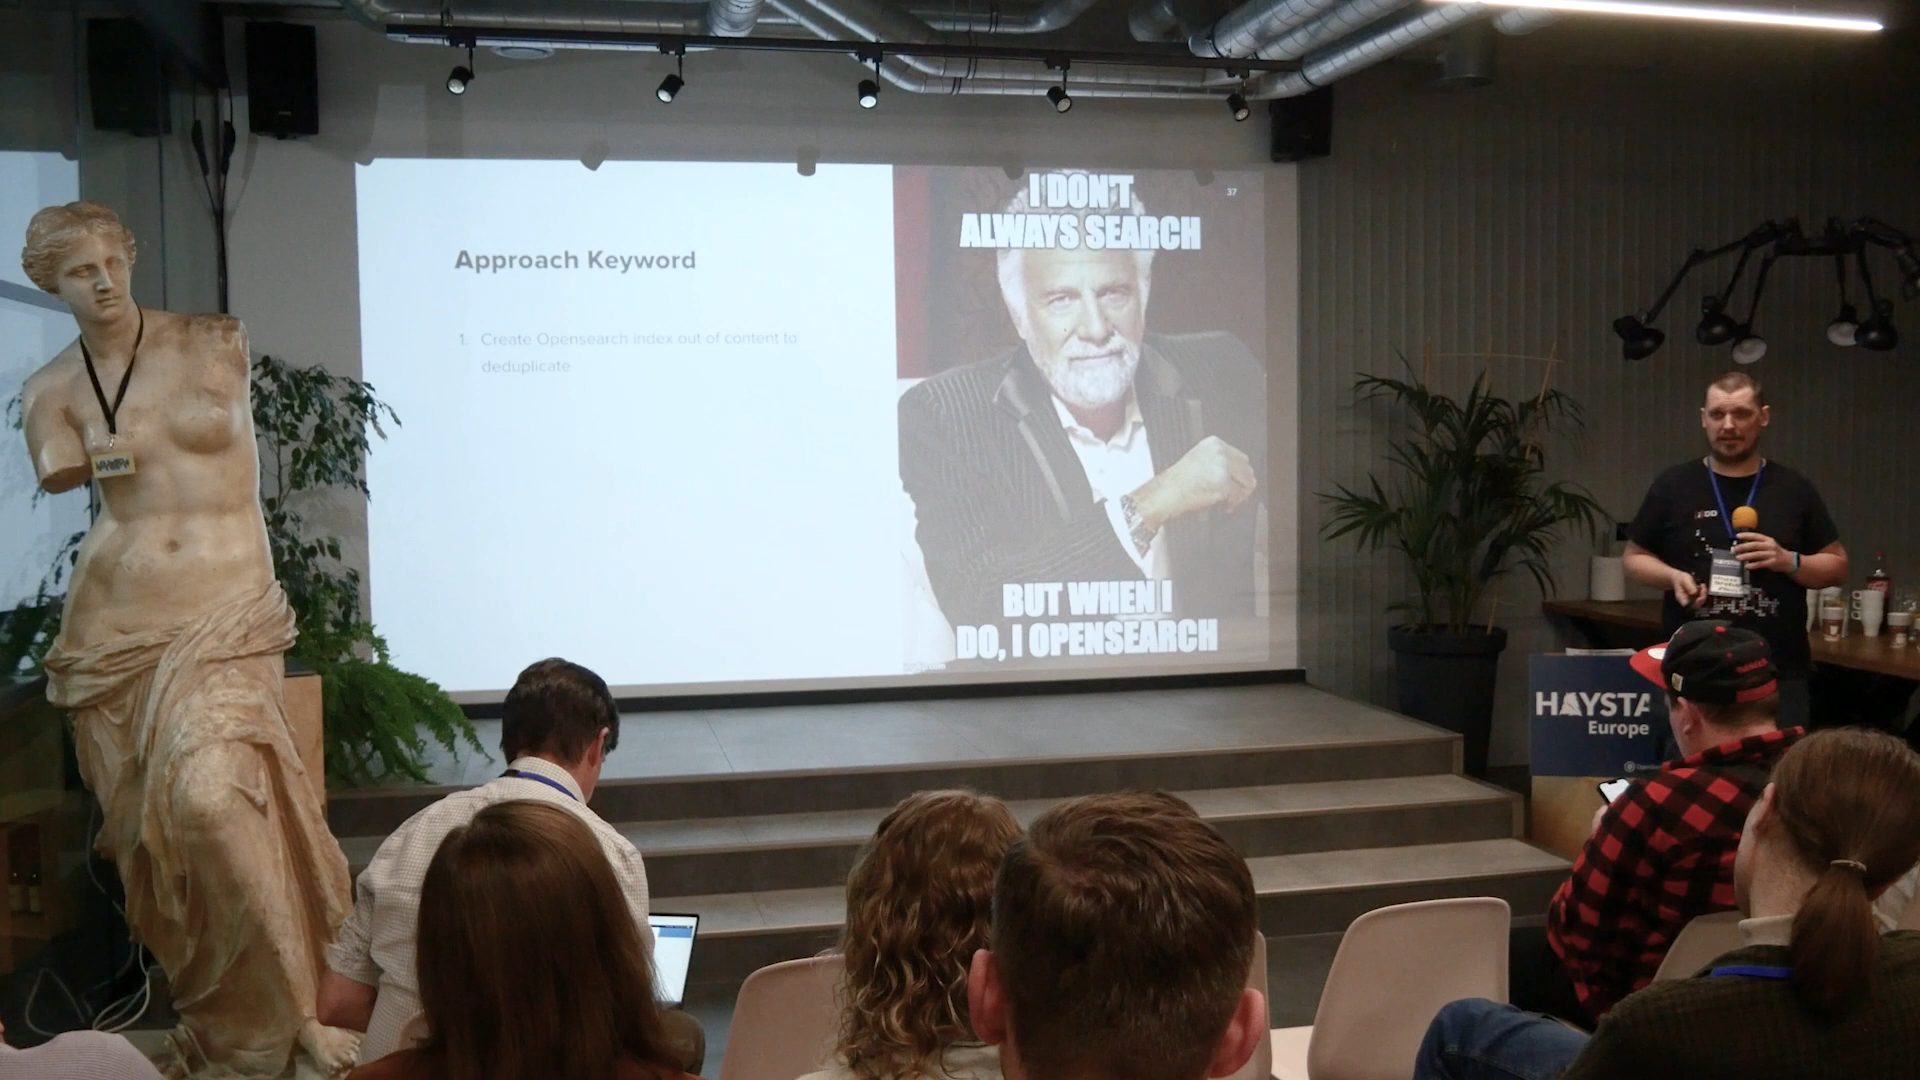 Approach Keyword
1. Create Opensearch index out of content to
deduplicate
37
I DON'T
ALWAYS SEARCH
BUT WHEN I
DO, I OPENSEARCH
HAYSTA
Europe